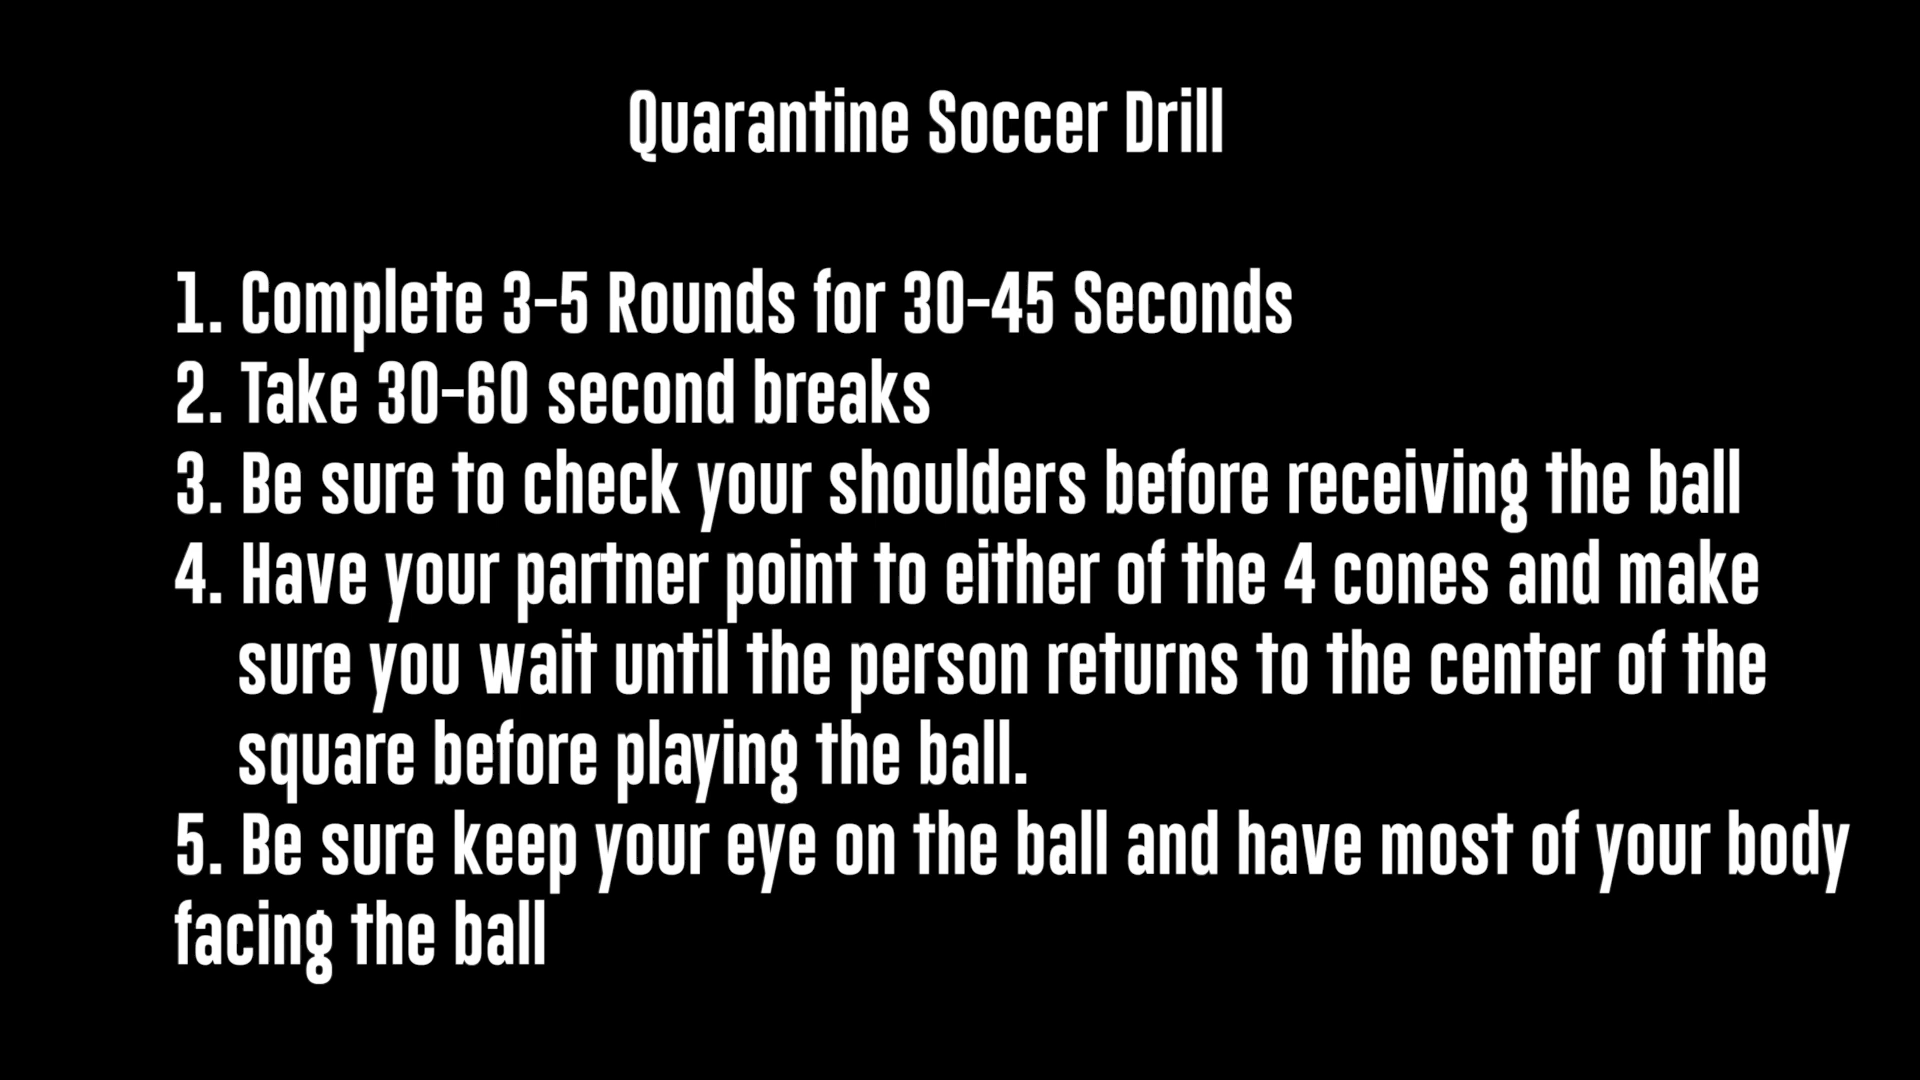 Quarantine Soccer Drill
1. Complete 3-5 Rounds for 30-45 Seconds
2. Take 30-60 second breaks
3. Be sure to check your shoulders before receiving the ball
4. Have your partner point to either of the 4 cones and make
sure you wait until the person returns to the center of the
square before playing the ball.
5. Be sure keep your eye on the ball and have most of your body
facing the ball